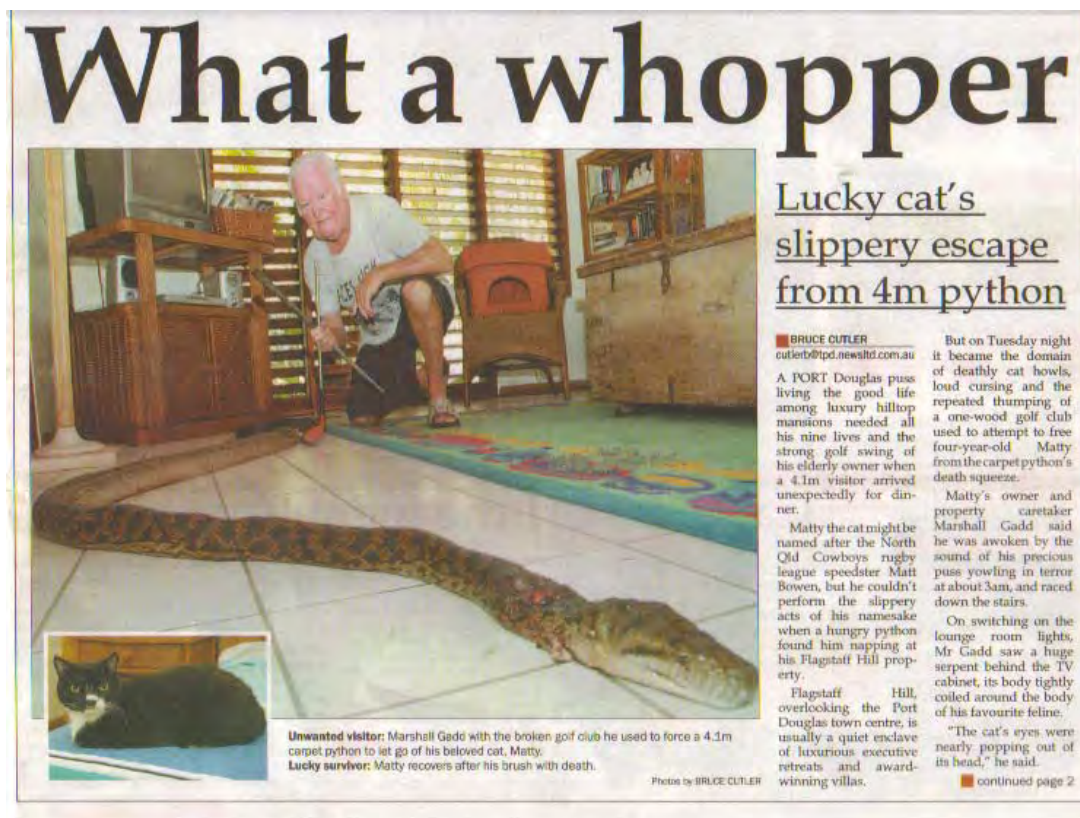 What a whopper
Lucky cat's
slippery escape
from 4m python
BRUCE CUTLER
cutlerb@tpd.newsltd.com.au
A PORT Douglas puss
living the good life
among luxury hilltop
mansions needed all
his nine lives and the
strong golf swing of
his elderly owner when
a 4.1m visitor arrived
unexpectedly for din-
ner.
Matty the cat might be
named after the North
Qld Cowboys rugby
league speedster Matt
Bowen, but he couldn't
perform the slippery
acts of his namesake
when a hungry python
found him napping at
his Flagstaff Hill prop-
erty.
Flagstaff Hill,
overlooking the Port
Douglas town centre, is
usually a quiet enclave
of luxurious executive
retreats and award-
winning villas.
But on Tuesday night
it became the domain
of deathly cat howls,
loud cursing and the
repeated thumping of
a one-wood golf club
used to attempt to free
four-year-old Matty
from the carpet python's
death squeeze.
Matty's owner and
property caretaker
Marshall Gadd said
he was awoken by the
sound of his precious
puss yowling in terror
at about 3am, and raced
down the stairs.
On switching on the
lounge room lights,
Mr Gadd saw a huge
serpent behind the TV
cabinet, its body tightly
coiled around the body
of his favourite feline.
"The cat's eyes were
nearly popping out of
its head," he said.
continued page 2
Unwanted visitor: Marshall Gadd with the broken golf club he used to force a 4.1m
carpet python to let go of his beloved cat, Matty.
Lucky survivor: Matty recovers after his brush with death.
Photos by BRUCE CUTLER